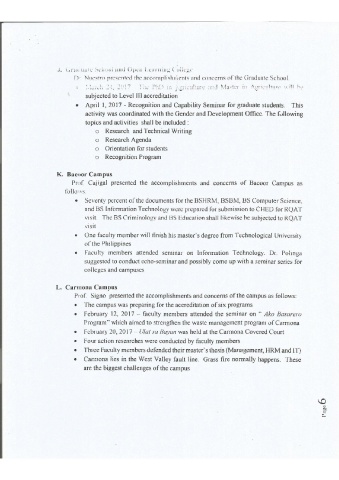 J. Graduate School and Open Learning College
Dr. Nuestro presented the accomplishments and concerns of the Graduate School
March 21, 2017 - The PhD in Agriculture and Master in Agriculture will be
subjected to Level III accreditation
• April 1, 2017 - Recognition and Capability Seminar for graduate students. This
activity was coordinated with the Gender and Development Office. The following
topics and activities shall be included :
o Research and Technical Writing
o Research Agenda
o Orientation for students
o Recognition Program
K. Bacoor Campus
Prof Cajigal presented the accomplishments and concerns of Bacoor Campus as
follows:
• Seventy percent of the documents for the BSHRM, BSBM, BS Computer Science,
and BS Information Technology were prepared for submission to CHED for RQAT
visit. The BS Criminology and BS Education shall likewise be subjected to RQAT
visit
• One faculty member will finish his master's degree from Technological University
of the Philippines
• Faculty members attended seminar on Information Technology. Dr. Polinga
suggested to conduct echo-seminar and possibly come up with a seminar series for
colleges and campuses
L. Carmona Campus
Prof. Signo presented the accomplishments and concerns of the campus as follows:
• The campus was preparing for the accreditation of six programs
• February 12, 2017 – faculty members attended the seminar on " Ako Basurero
Program" which aimed to strengthen the waste management program of Carmona
• February 20, 2017 – Ulat sa Bayan was held at the Carmona Covered Court
• Four action researches were conducted by faculty members
• Three Faculty members defended their master's thesis (Management, HRM and IT)
• Carmona lies in the West Valley fault line. Grass fire normally happens. These
are the biggest challenges of the campus
Page 6